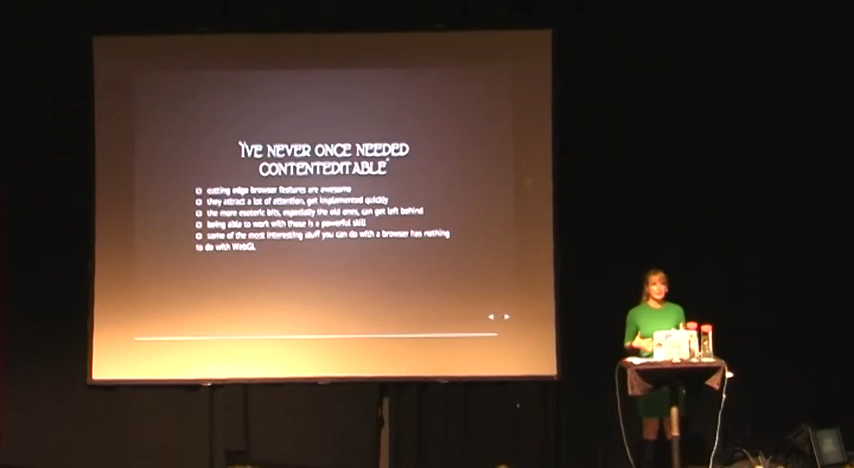 "I'VE NEVER ONCE NEEDED
CONTENTEDITABLE"
cutting edge browser features are awesome
they attract a lot of attention, get implemented quickly
the more esoteric bits, especially the old ones, can get left behind
being able to work with those is a powerful skill
some of the most interesting stuff you can do with a browser has nothing
to do with WebGL